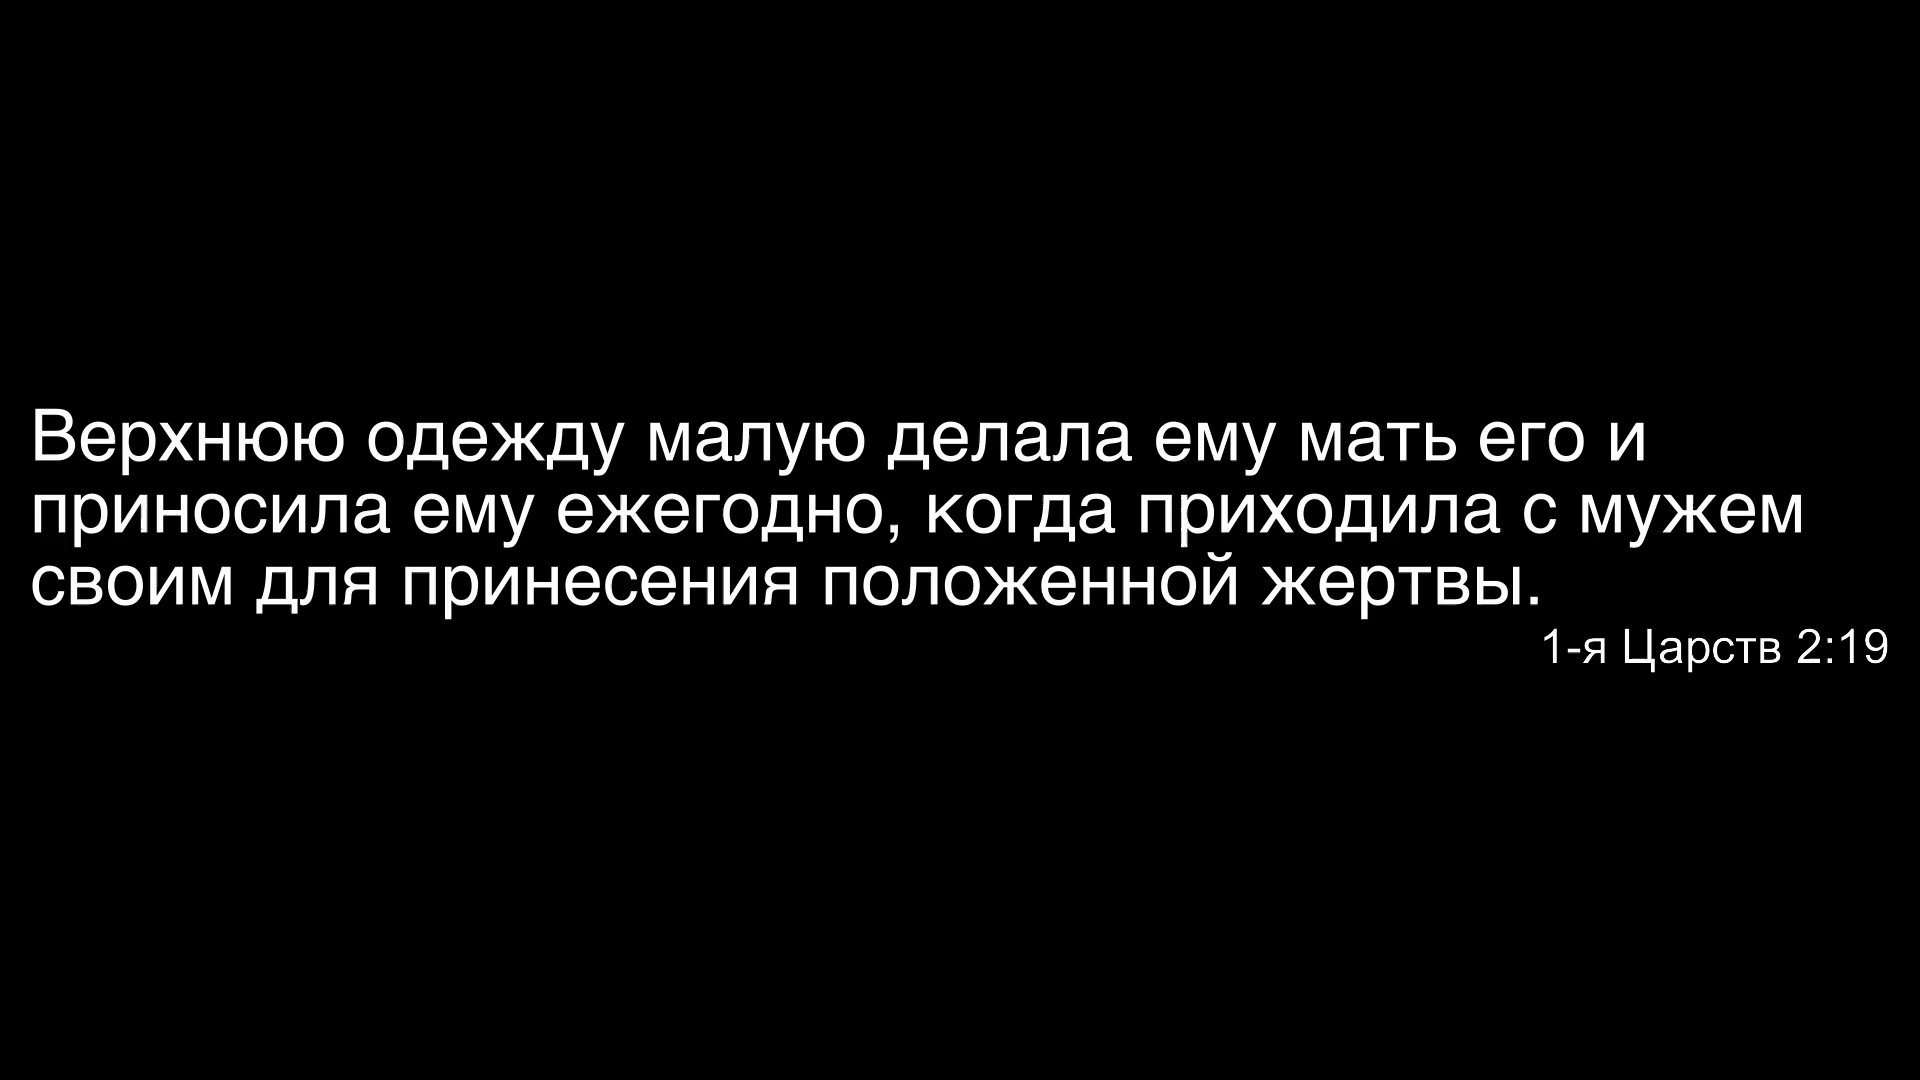 Верхнюю одежду малую делала ему мать его и
приносила ему ежегодно, когда приходила с мужем
своим для принесения положенной жертвы.
1-я Царств 2:19